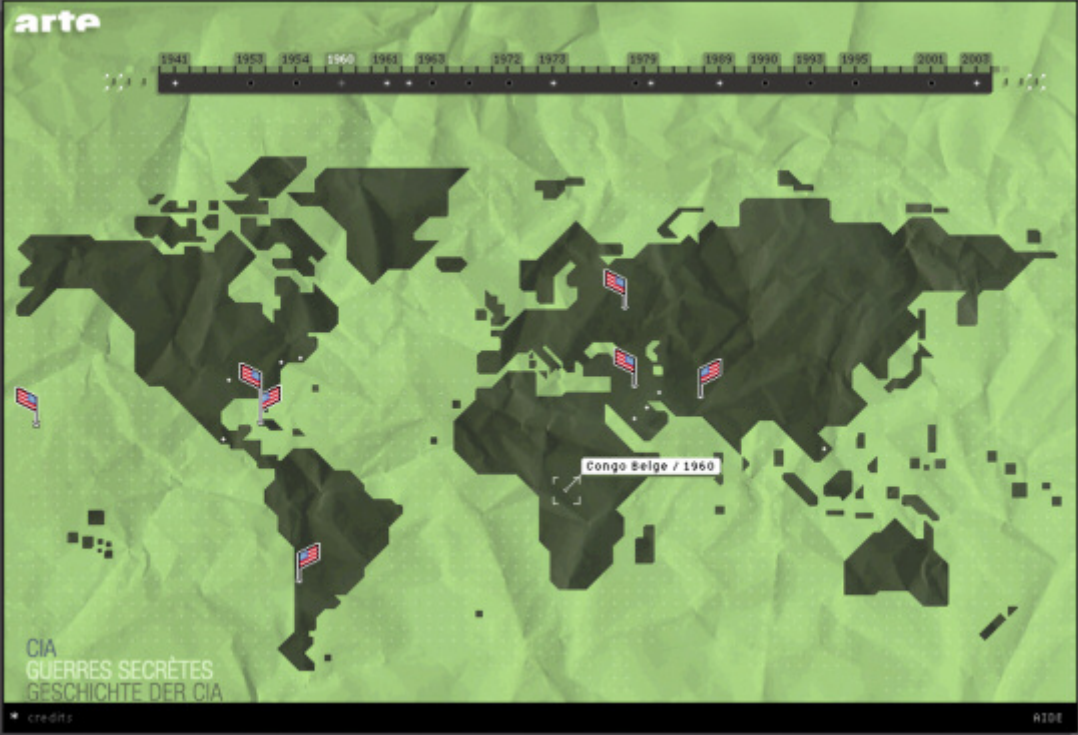 arte
1941 1953 1954 1960 1961 1963 1972 1973 1979 1989 1990 1993 1995 2001 2003
Congo Belge / 1960
CIA
GUERRES SECRÈTES
GESCHICHTE DER CIA
* credits
AIDE